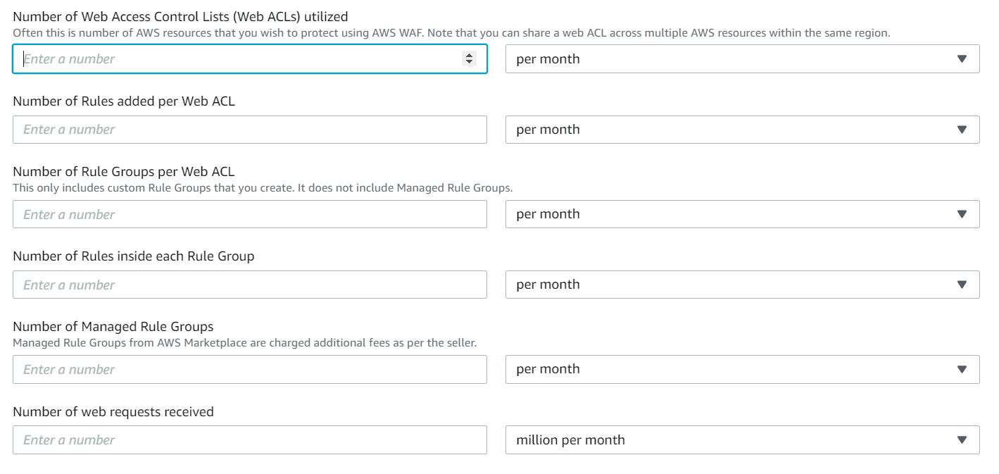 Number of Web Access Control Lists (Web ACLs) utilized
Often this is number of AWS resources that you wish to protect using AWS WAF. Note that you can share a web ACL across multiple AWS resources within the same region.
Enter a number
per month
Number of Rules added per Web ACL
Enter a number
per month
Number of Rule Groups per Web ACL
This only includes custom Rule Groups that you create. It does not include Managed Rule Groups.
Enter a number
per month
Number of Rules inside each Rule Group
Enter a number
per month
Number of Managed Rule Groups
Managed Rule Groups from AWS Marketplace are charged additional fees as per the seller.
Enter a number
per month
Number of web requests received
Enter a number
million per month